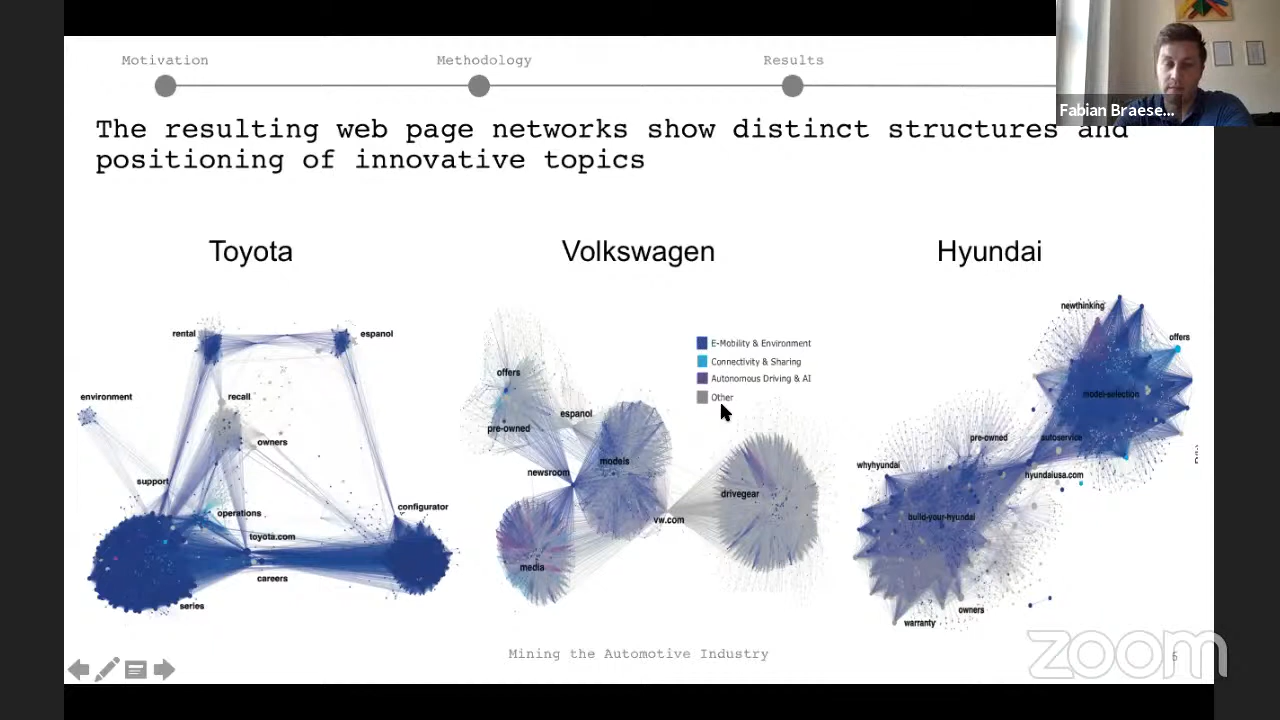 Motivation
Methodology
Results
Fabian Braese...
The resulting web page networks show distinct structures and
positioning of innovative topics
Toyota
Volkswagen
Hyundai
rental
espanol
environment
recall
owners
support
operations
configurator
toyota.com
careers
series
E-Mobility & Environment
Connectivity & Sharing
Autonomous Driving & AI
Other
offers
espanol
pre-owned
models
newsroom
drivegear
vw.com
media
newthinking
offers
model-selection
pre-owned
autoservice
whyhyundai
hyundaiusa.com
build-your-hyundai
owners
warranty
Mining the Automotive Industry
zoom